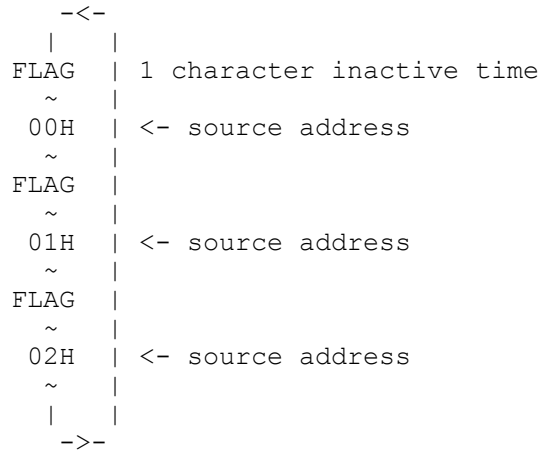 -<-
| |
FLAG | 1 character inactive time
~ |
00H | <- source address
~ |
FLAG |
~ |
01H | <- source address
~ |
FLAG |
~ |
02H | <- source address
~ |
| |
->-